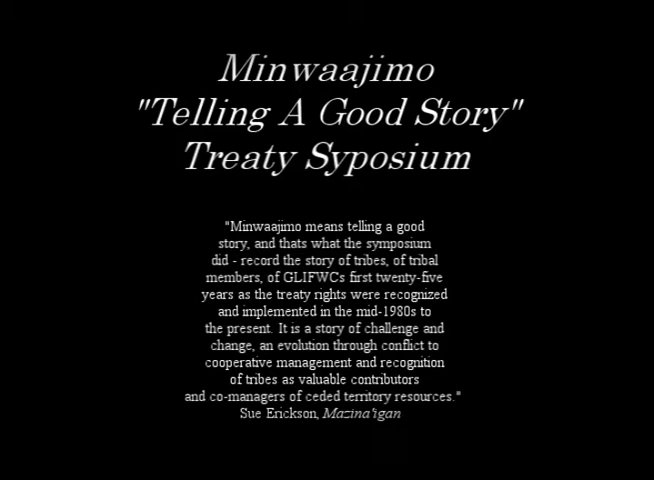 Minwaajimo
"Telling A Good Story"
Treaty Syposium
"Minwaajimo means telling a good
story, and thats what the symposium
did - record the story of tribes, of tribal
members, of GLIFWCs first twenty-five
years as the treaty rights were recognized
and implemented in the mid-1980s to
the present. It is a story of challenge and
change, an evolution through conflict to
cooperative management and recognition
of tribes as valuable contributors
and co-managers of ceded territory resources."
Sue Erickson, Mazina'igan